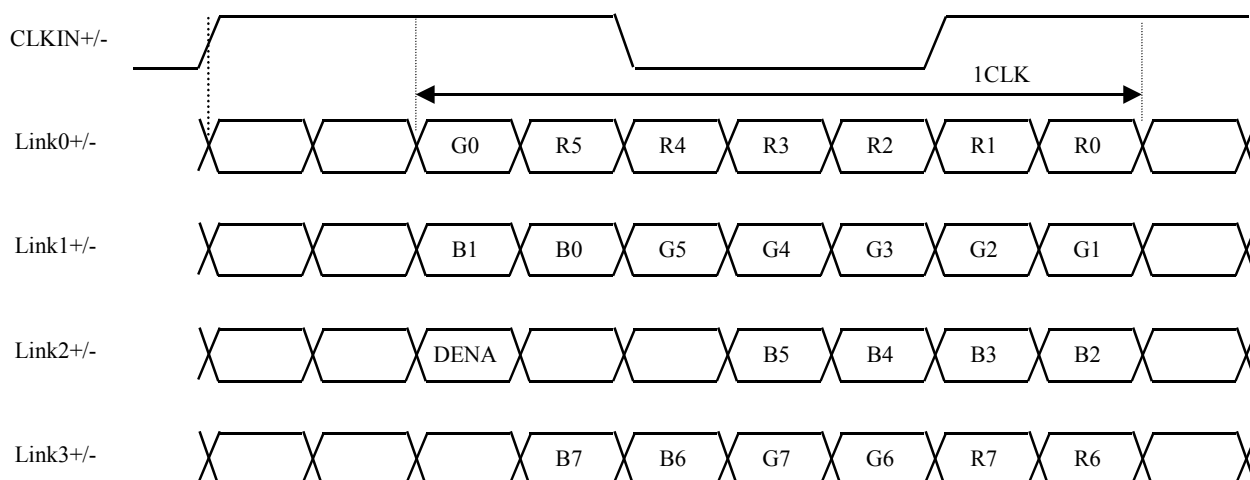 CLKIN+/-
1CLK
Link0+/- G0 R5 R4 R3 R2 R1 R0
Link1+/- B1 B0 G5 G4 G3 G2 G1
Link2+/- DENA B5 B4 B3 B2
Link3+/- B7 B6 G7 G6 R7 R6